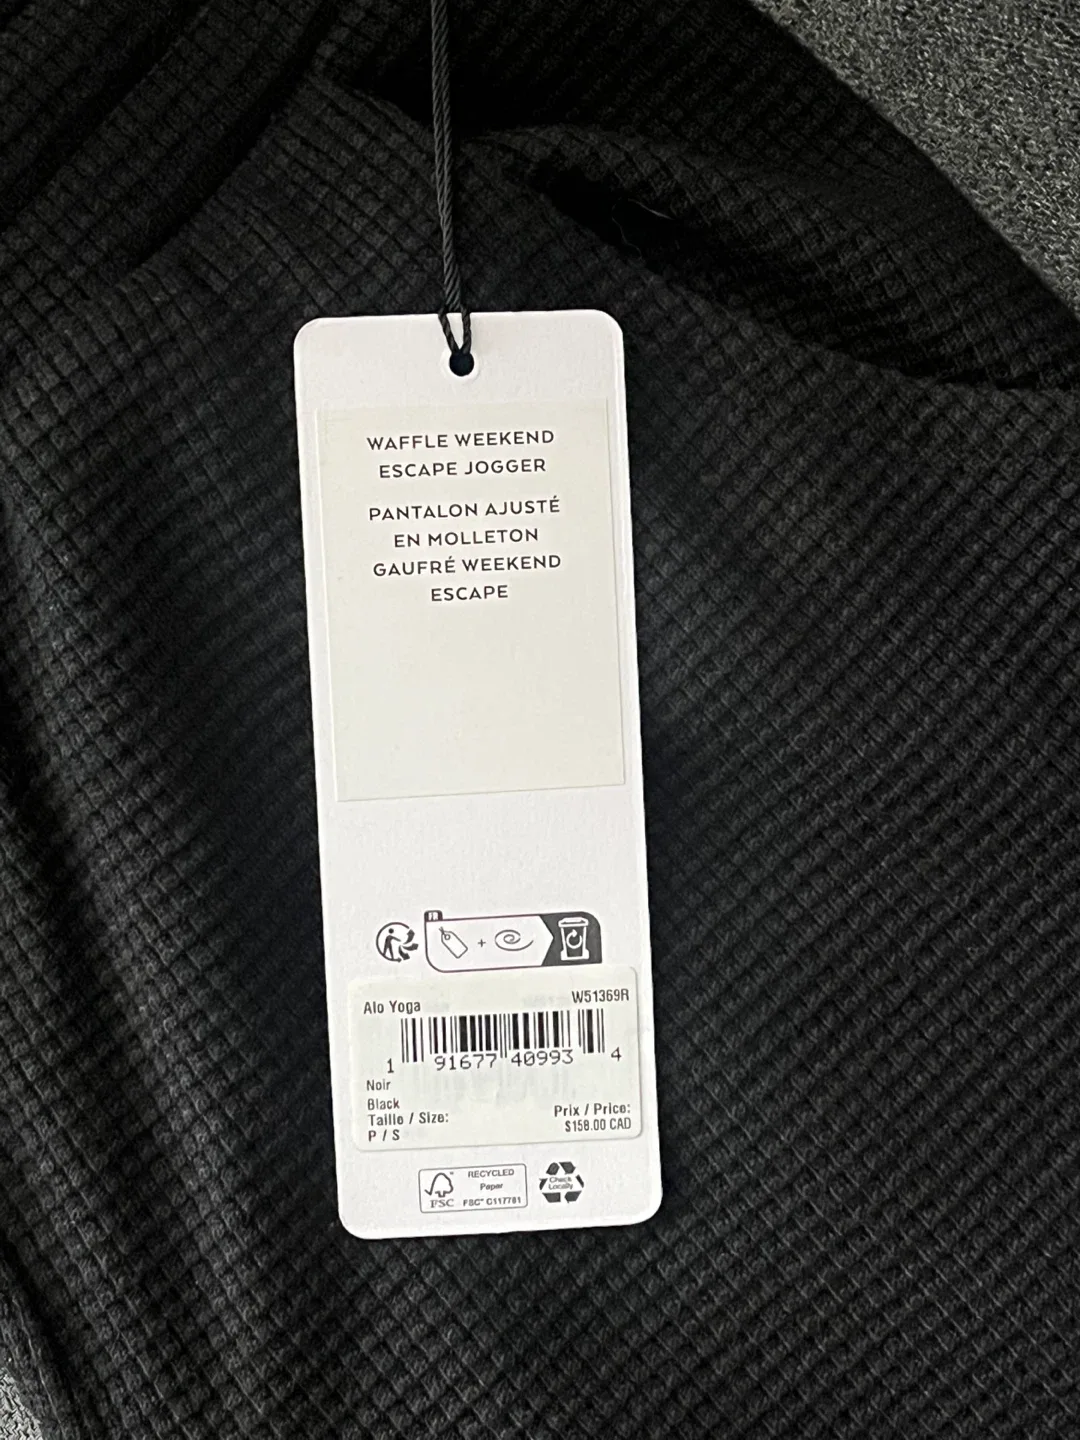 WAFFLE WEEKEND
ESCAPE JOGGER
PANTALON AJUSTÉ
EN MOLLETON
GAUFRÉ WEEKEND
ESCAPE
FR
+
Alo Yoga
W51369R
1 91677 40993 4
Noir
Black
Taille / Size:
P / S
Prix / Price:
$158.00 CAD
FSC
RECYCLED
Paper
FSC® C117781
Check
Locally